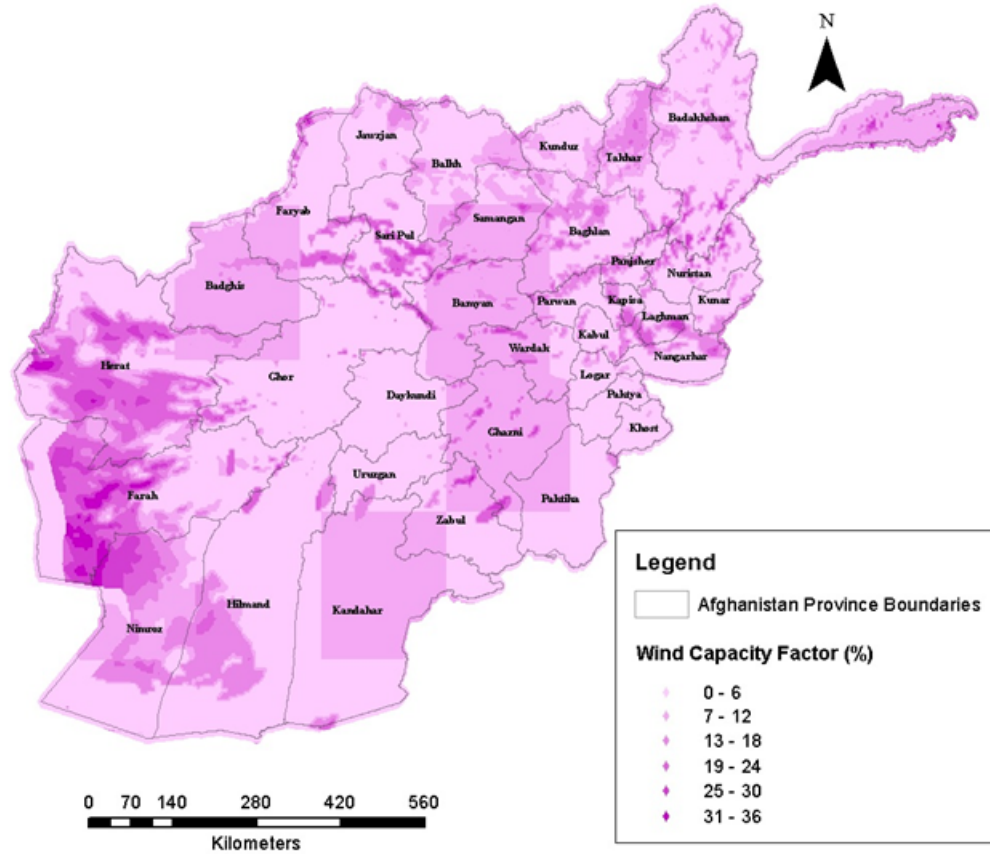 N
Badakhshan
Jawzjan
Kunduz
Balkh
Takhar
Faryab
Samangan
Sari Pul
Baghlan
Panjsher
Nuristan
Badghis
Bamyan
Parwan
Kapisa
Kunar
Laghman
Kabul
Wardak
Nangarhar
Herat
Ghor
Logar
Daykundi
Paktya
Khost
Ghazni
Uruzgan
Farah
Paktika
Zabul
Hilmand
Kandahar
Nimroz
Legend
Afghanistan Province Boundaries
Wind Capacity Factor (%)
0 - 6
7 - 12
13 - 18
19 - 24
25 - 30
31 - 36
0 70 140 280 420 560
Kilometers